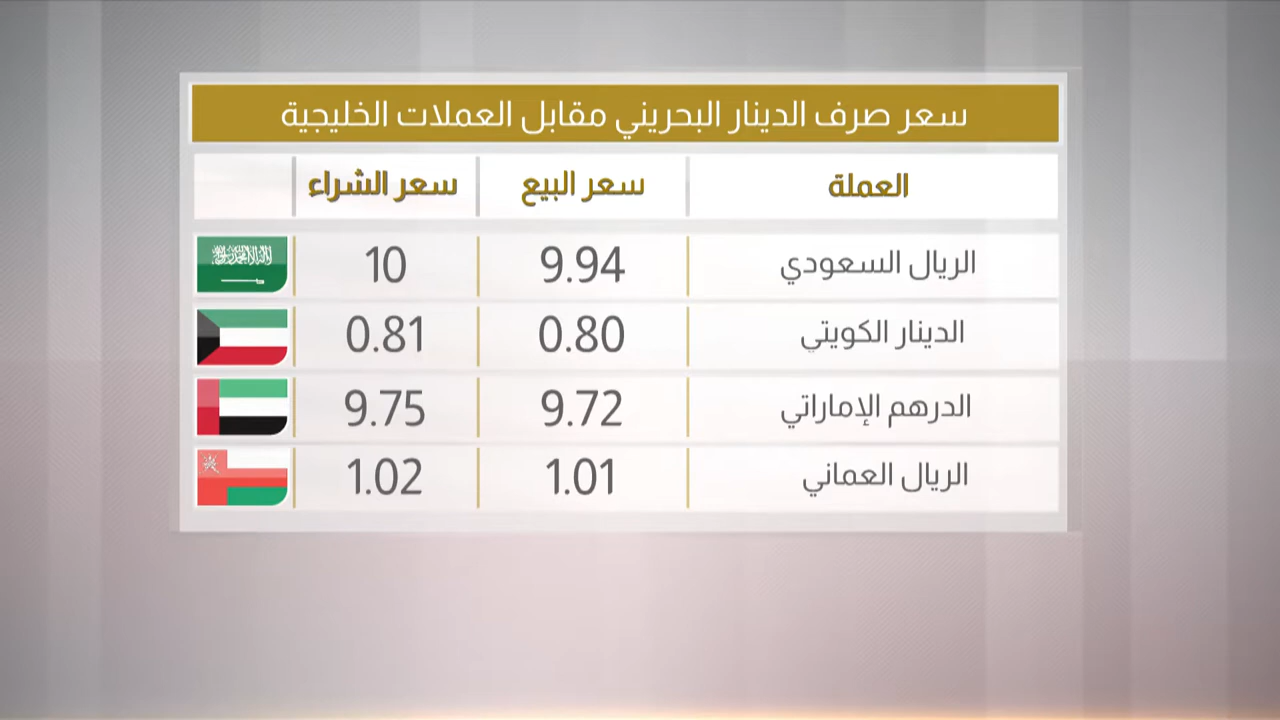 سعر صرف الدينار البحريني مقابل العملات الخليجية
العملة سعر البيع سعر الشراء
الريال السعودي 9.94 10
الدينار الكويتي 0.80 0.81
الدرهم الإماراتي 9.72 9.75
الريال العماني 1.01 1.02